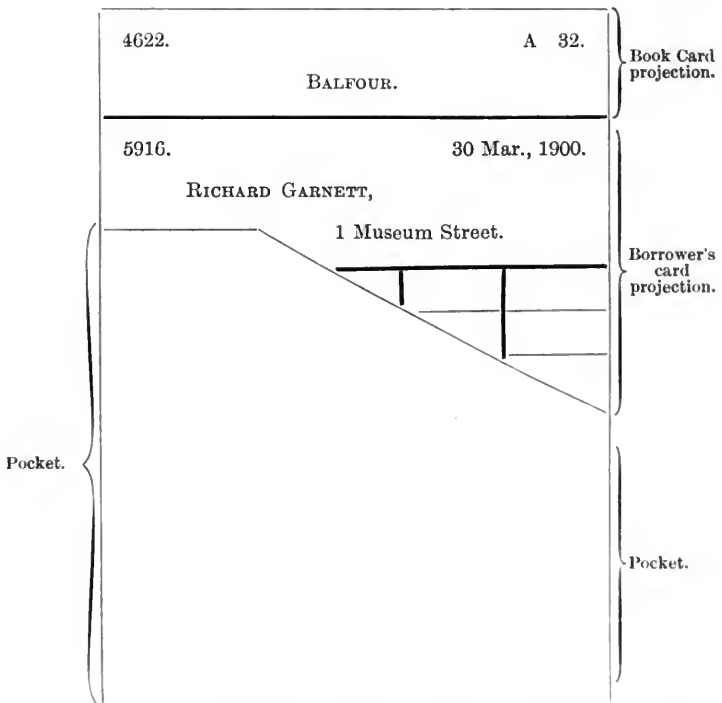 4622. A 32.
BALFOUR.
Book Card
projection.
5916. 30 Mar., 1900.
RICHARD GARNETT,
1 Museum Street.
Borrower's
card
projection.
Pocket.
Pocket.